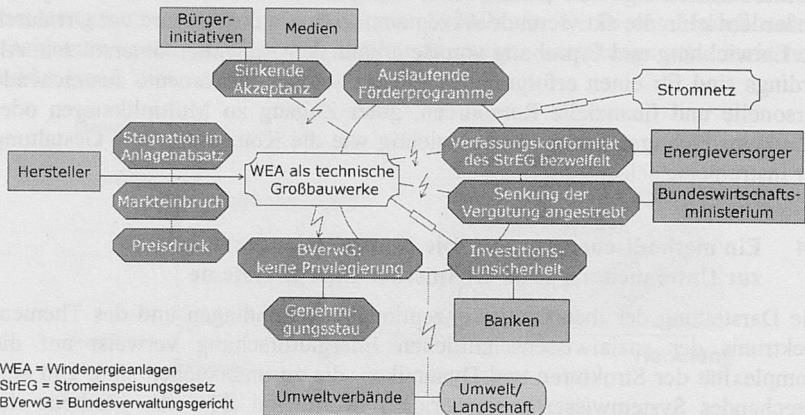 Bürger-
initiativen
Medien
Sinkende
Akzeptanz
Auslaufende
Förderprogramme
Stromnetz
Stagnation im
Anlagenabsatz
Verfassungskonformität
des StrEG bezweifelt
Energieversorger
Hersteller
WEA als technische
Großbauwerke
Markteinbruch
Senkung der
Vergütung angestrebt
Bundeswirtschafts-
ministerium
Preisdruck
BVerwG:
keine Privilegierung
Investitions-
unsicherheit
Genehmi-
gungsstau
Banken
WEA = Windenergieanlagen
StrEG = Stromeinspeisungsgesetz
BVerwG = Bundesverwaltungsgericht
Umweltverbände
Umwelt/
Landschaft